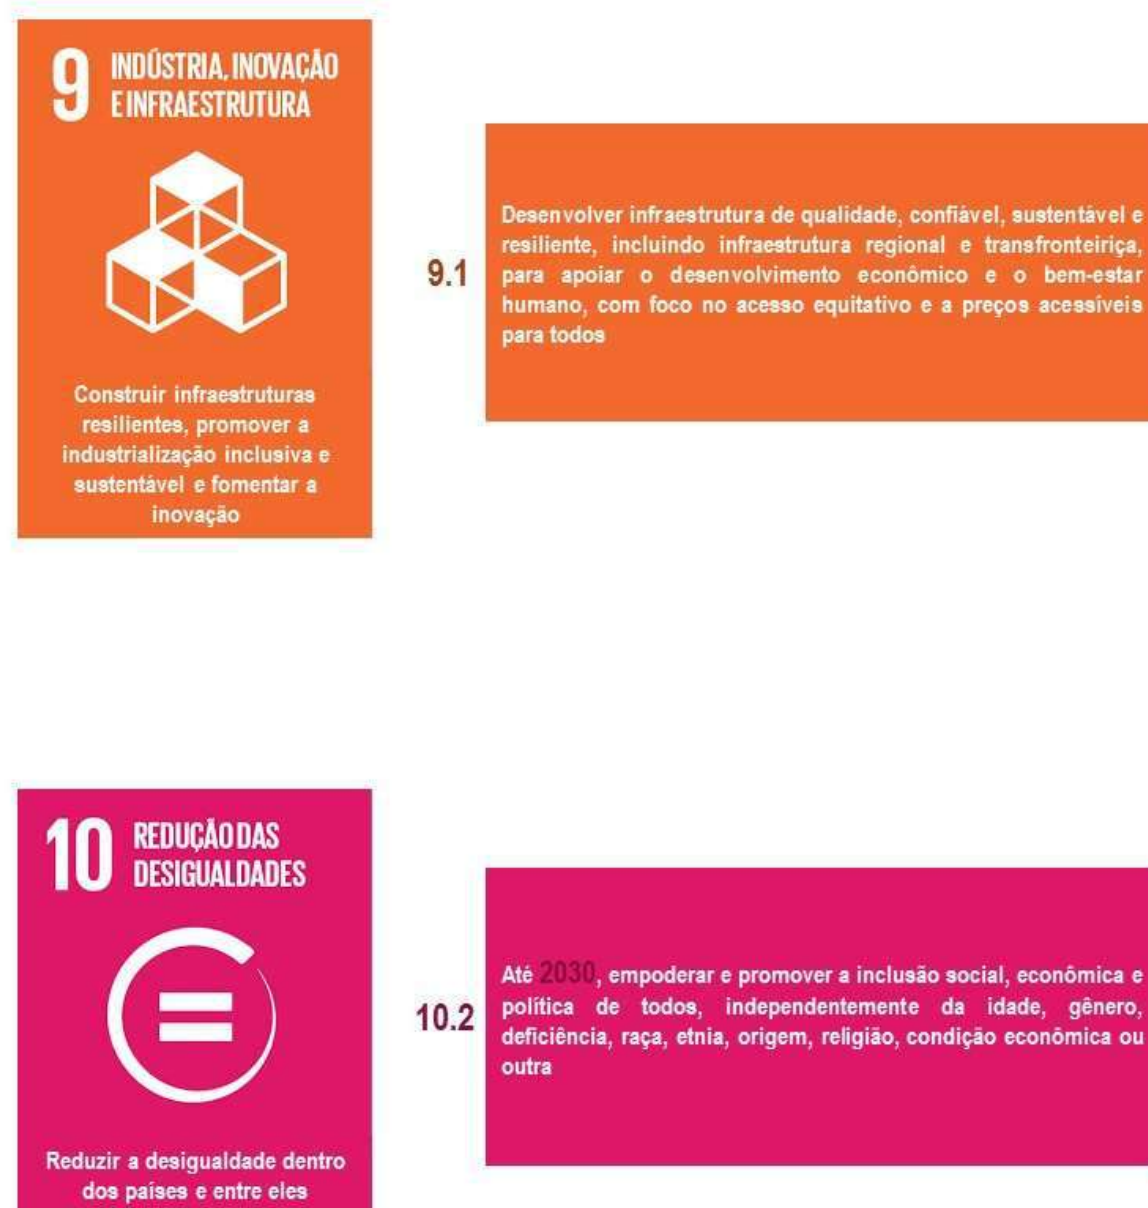 9
INDÚSTRIA, INOVAÇÃO
E INFRAESTRUTURA
Construir infraestruturas
resilientes, promover a
industrialização inclusiva e
sustentável e fomentar a
inovação
9.1
Desenvolver infraestrutura de qualidade, confiável, sustentável e
resiliente, incluindo infraestrutura regional e transfronteiriça,
para apoiar o desenvolvimento econômico e o bem-estar
humano, com foco no acesso equitativo e a preços acessíveis
para todos
10
REDUÇÃO DAS
DESIGUALDADES
Reduzir a desigualdade dentro
dos países e entre eles
10.2
Até 2030, empoderar e promover a inclusão social, econômica e
política de todos, independentemente da idade, gênero,
deficiência, raça, etnia, origem, religião, condição econômica ou
outra